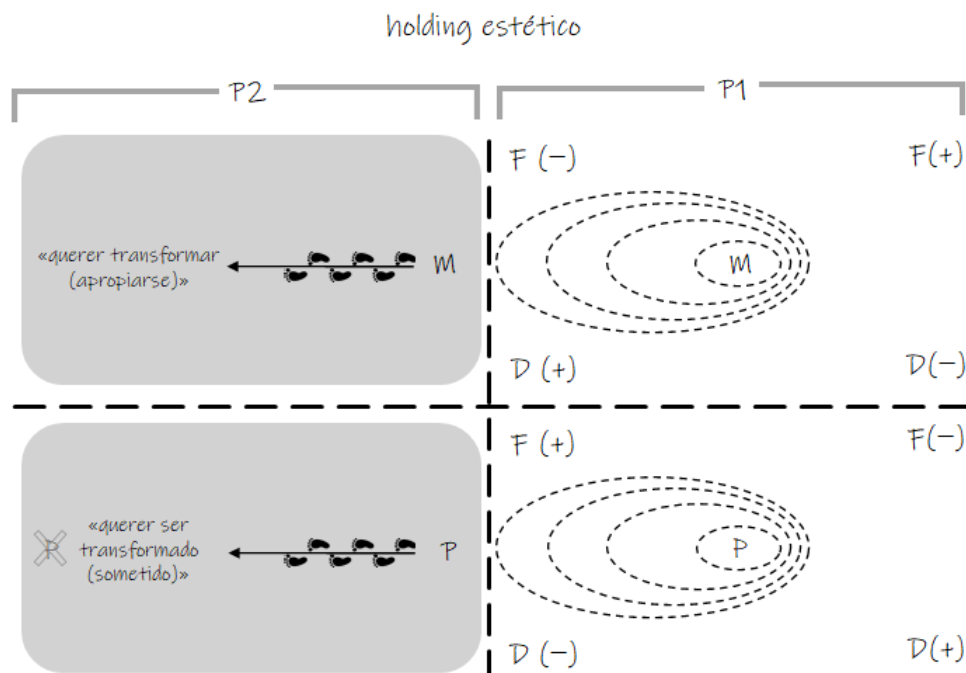 holding estético
P2
P1
F (−)
F(+)
«querer transformar
(apropiarse)»
M
M
D (+)
D(−)
F (+)
F(−)
P
«querer ser
transformado
(sometido)»
P
P
D (−)
D(+)